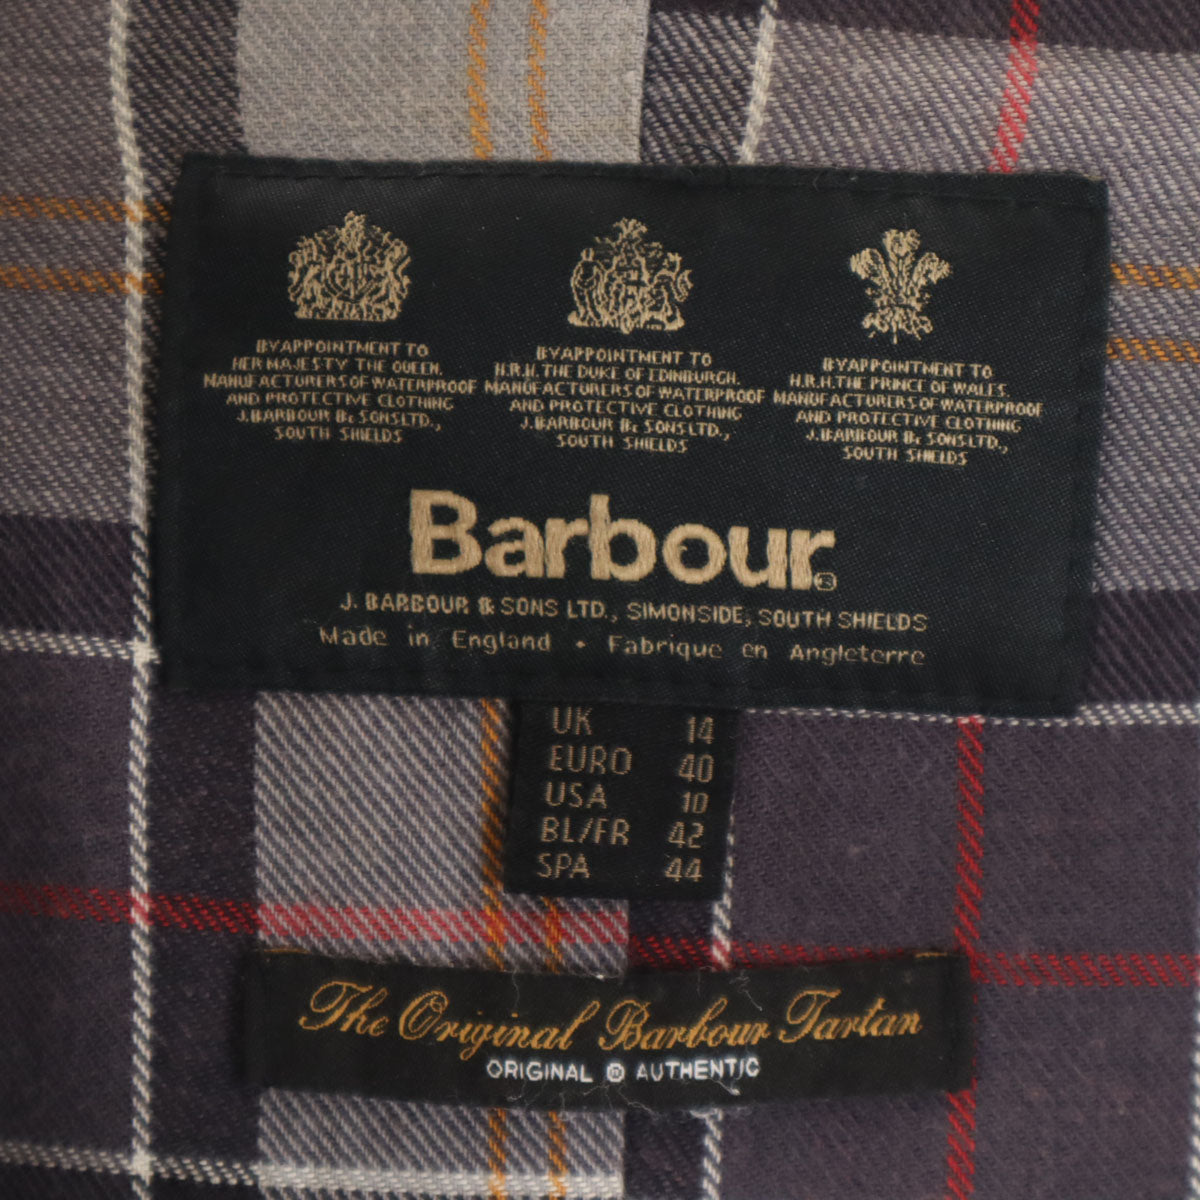 BY APPOINTMENT TO
HER MAJESTY THE QUEEN.
MANUFACTURERS OF WATERPROOF
AND PROTECTIVE CLOTHING
J.BARBOUR & SONS LTD.,
SOUTH SHIELDS
BY APPOINTMENT TO
H.R.H. THE DUKE OF EDINBURGH.
MANUFACTURERS OF WATERPROOF
AND PROTECTIVE CLOTHING
J.BARBOUR & SONS LTD.,
SOUTH SHIELDS
BY APPOINTMENT TO
H.R.H. THE PRINCE OF WALES.
MANUFACTURERS OF WATERPROOF
AND PROTECTIVE CLOTHING
J.BARBOUR & SONS LTD.,
SOUTH SHIELDS
Barbour®
J. BARBOUR & SONS LTD., SIMONSIDE, SOUTH SHIELDS
Made in England • Fabrique en Angleterre
UK 14
EURO 40
USA 10
BL/FR 42
SPA 44
The Original Barbour Tartan
ORIGINAL ® AUTHENTIC